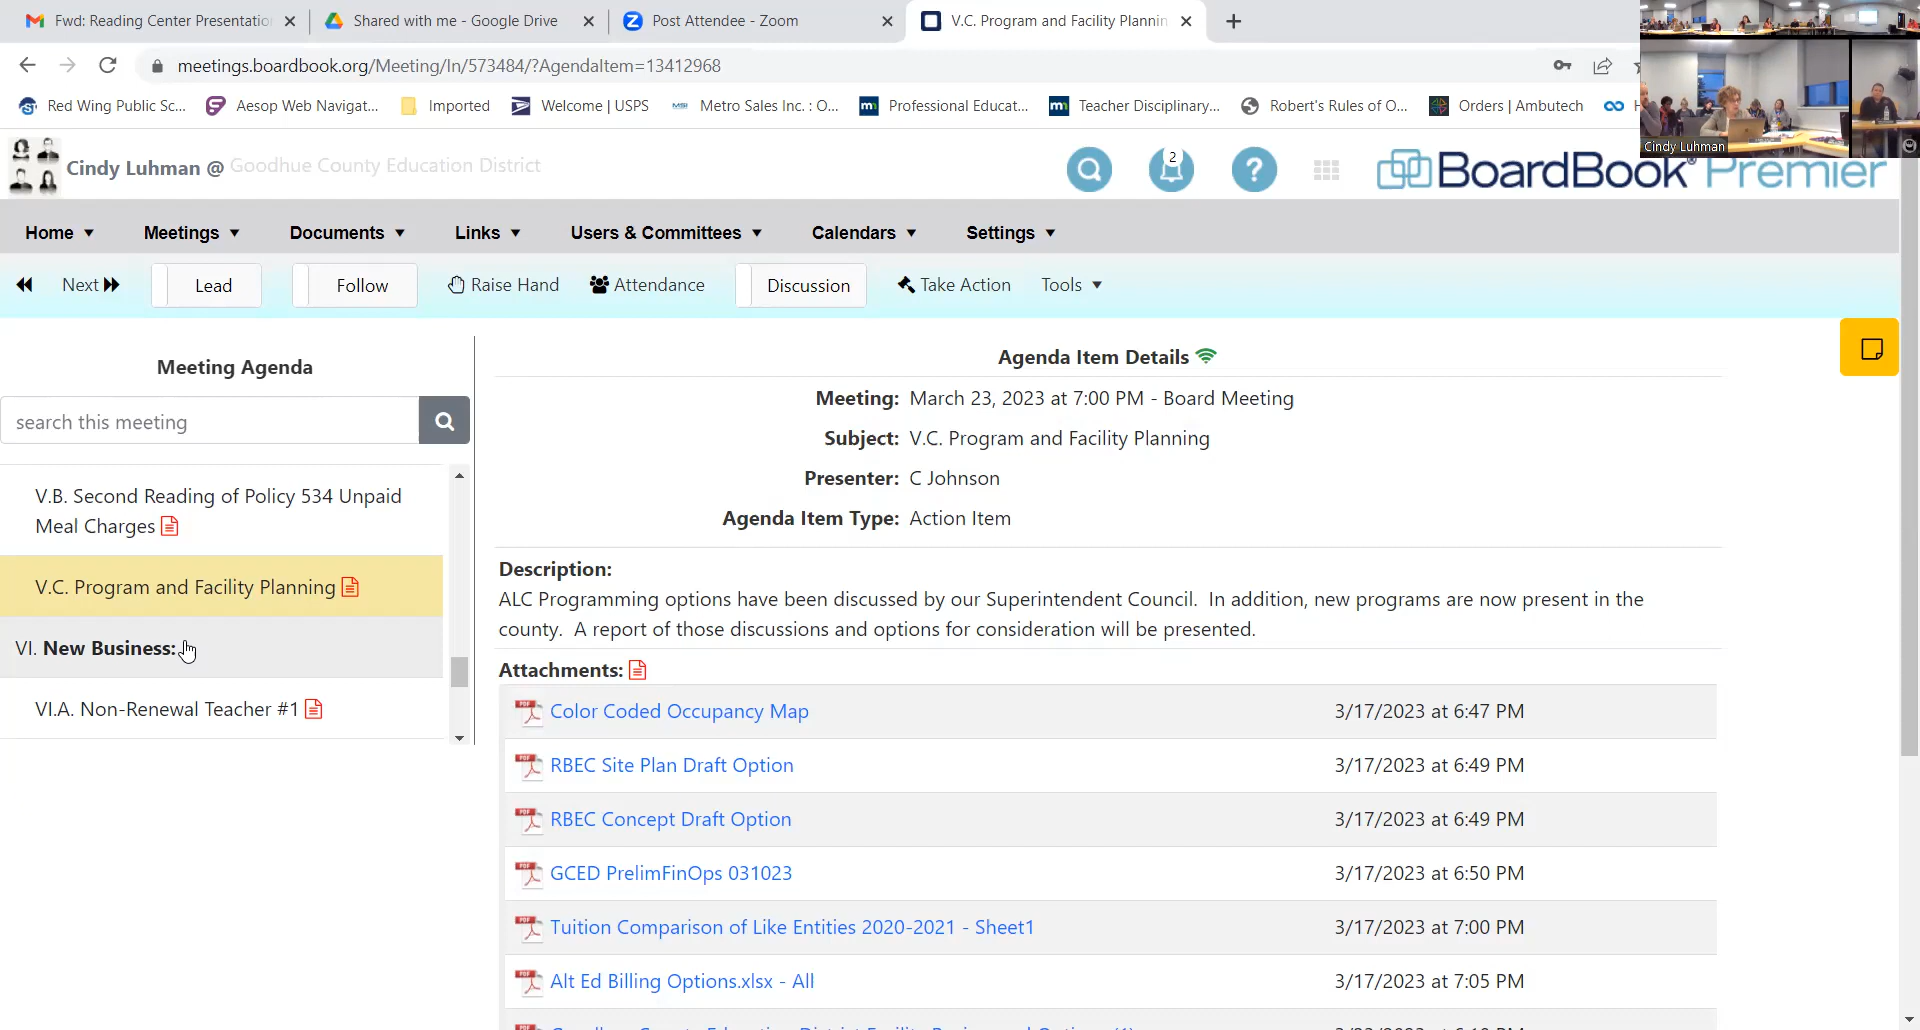 Fwd: Reading Center Presentation
Shared with me - Google Drive
Post Attendee - Zoom
V.C. Program and Facility Plannin
meetings.boardbook.org/Meeting/In/573484/?AgendaItem=13412968
Red Wing Public Sc...
Aesop Web Navigat...
Imported
Welcome | USPS
Metro Sales Inc. : O...
Professional Educat...
Teacher Disciplinary...
Robert's Rules of O...
Orders | Ambutech
Cindy Luhman
Cindy Luhman @ Goodhue County Education District
2
?
BoardBook® Premier
Home
Meetings
Documents
Links
Users & Committees
Calendars
Settings
Next
Lead
Follow
Raise Hand
Attendance
Discussion
Take Action
Tools
Meeting Agenda
search this meeting
V.B. Second Reading of Policy 534 Unpaid
Meal Charges
V.C. Program and Facility Planning
VI. New Business:
VI.A. Non-Renewal Teacher #1
Agenda Item Details
Meeting: March 23, 2023 at 7:00 PM - Board Meeting
Subject: V.C. Program and Facility Planning
Presenter: C Johnson
Agenda Item Type: Action Item
Description:
ALC Programming options have been discussed by our Superintendent Council. In addition, new programs are now present in the
county. A report of those discussions and options for consideration will be presented.
Attachments:
Color Coded Occupancy Map 3/17/2023 at 6:47 PM
RBEC Site Plan Draft Option 3/17/2023 at 6:49 PM
RBEC Concept Draft Option 3/17/2023 at 6:49 PM
GCED PrelimFinOps 031023 3/17/2023 at 6:50 PM
Tuition Comparison of Like Entities 2020-2021 - Sheet1 3/17/2023 at 7:00 PM
Alt Ed Billing Options.xlsx - All 3/17/2023 at 7:05 PM